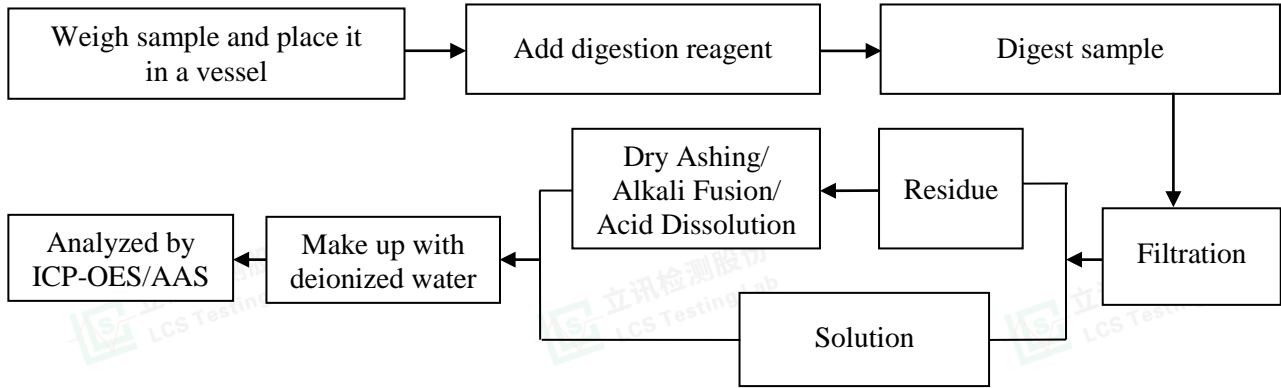 Weigh sample and place it
in a vessel
Add digestion reagent
Digest sample
Dry Ashing/
Alkali Fusion/
Acid Dissolution
Residue
Filtration
Analyzed by
ICP-OES/AAS
Make up with
deionized water
Solution
立讯检测股份
LCS Testing Lab